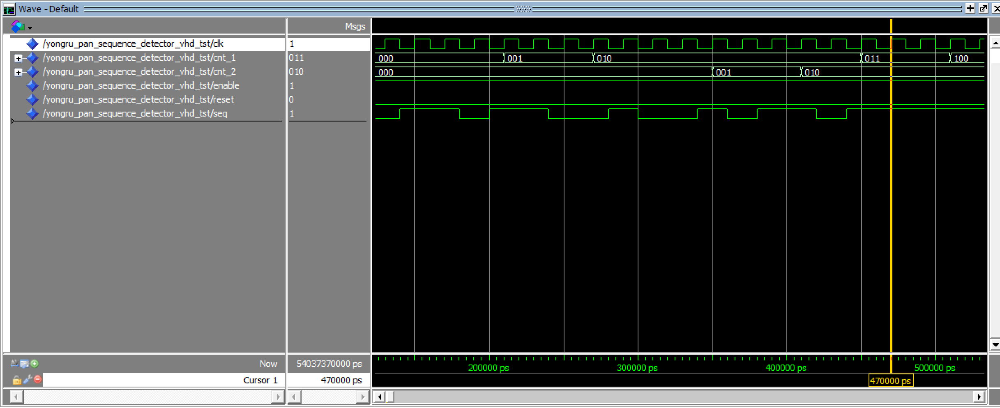 Wave - Default
Msgs
/yongru_pan_sequence_detector_vhd_tst/clk 1
/yongru_pan_sequence_detector_vhd_tst/cnt_1 011 000 001 010 011 100
/yongru_pan_sequence_detector_vhd_tst/cnt_2 010 000 001 010
/yongru_pan_sequence_detector_vhd_tst/enable 1
/yongru_pan_sequence_detector_vhd_tst/reset 0
/yongru_pan_sequence_detector_vhd_tst/seq 1
Now 54037370000 ps 200000 ps 300000 ps 400000 ps 500000 ps
Cursor 1 470000 ps 470000 ps